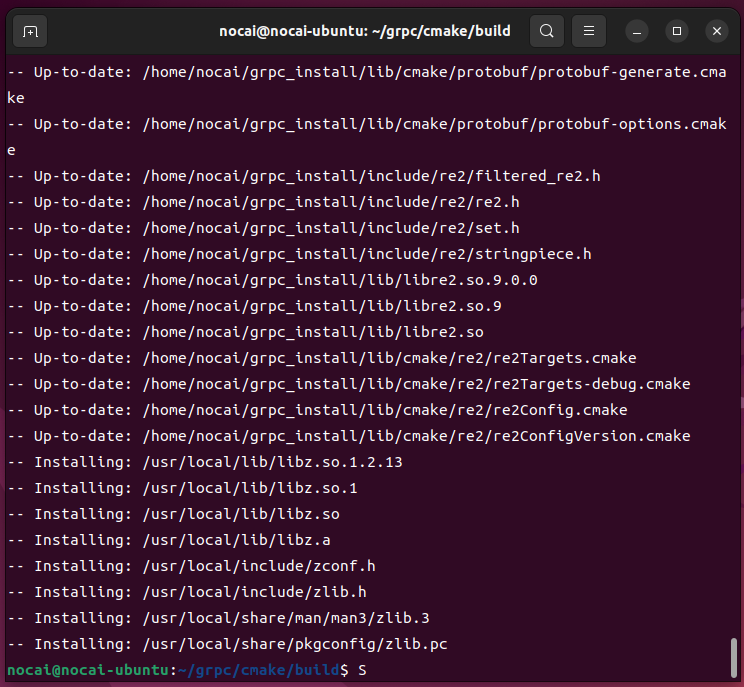 nocai@nocai-ubuntu: ~/grpc/cmake/build
-- Up-to-date: /home/nocai/grpc_install/lib/cmake/protobuf/protobuf-generate.cma
ke
-- Up-to-date: /home/nocai/grpc_install/lib/cmake/protobuf/protobuf-options.cmak
e
-- Up-to-date: /home/nocai/grpc_install/include/re2/filtered_re2.h
-- Up-to-date: /home/nocai/grpc_install/include/re2/re2.h
-- Up-to-date: /home/nocai/grpc_install/include/re2/set.h
-- Up-to-date: /home/nocai/grpc_install/include/re2/stringpiece.h
-- Up-to-date: /home/nocai/grpc_install/lib/libre2.so.9.0.0
-- Up-to-date: /home/nocai/grpc_install/lib/libre2.so.9
-- Up-to-date: /home/nocai/grpc_install/lib/libre2.so
-- Up-to-date: /home/nocai/grpc_install/lib/cmake/re2/re2Targets.cmake
-- Up-to-date: /home/nocai/grpc_install/lib/cmake/re2/re2Targets-debug.cmake
-- Up-to-date: /home/nocai/grpc_install/lib/cmake/re2/re2Config.cmake
-- Up-to-date: /home/nocai/grpc_install/lib/cmake/re2/re2ConfigVersion.cmake
-- Installing: /usr/local/lib/libz.so.1.2.13
-- Installing: /usr/local/lib/libz.so.1
-- Installing: /usr/local/lib/libz.so
-- Installing: /usr/local/lib/libz.a
-- Installing: /usr/local/include/zconf.h
-- Installing: /usr/local/include/zlib.h
-- Installing: /usr/local/share/man/man3/zlib.3
-- Installing: /usr/local/share/pkgconfig/zlib.pc
nocai@nocai-ubuntu:~/grpc/cmake/build$ S